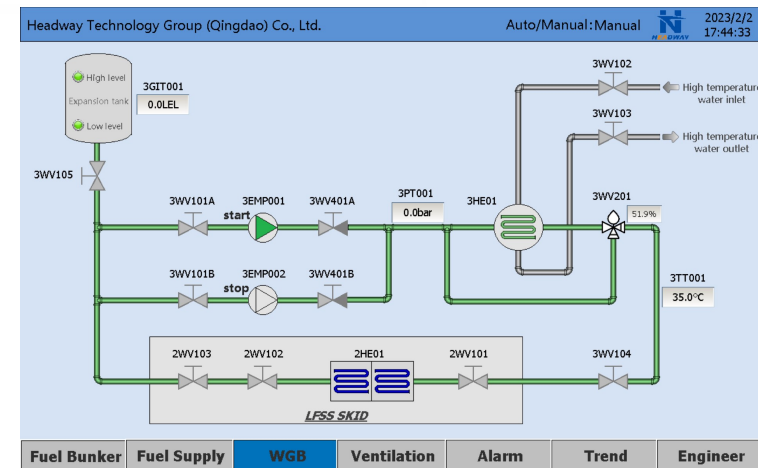 Headway Technology Group (Qingdao) Co., Ltd.
Auto/Manual:Manual
HEADWAY
2023/2/2
17:44:33
High level
Expansion tank
Low level
3GIT001
0.0LEL
3WV102
High temperature
water inlet
3WV103
High temperature
water outlet
3WV105
3WV101A
3EMP001
3WV401A
start
3PT001
0.0bar
3HE01
3WV201
51.9%
3WV101B
3EMP002
3WV401B
stop
3TT001
35.0°C
2WV103
2WV102
2HE01
2WV101
3WV104
LFSS SKID
Fuel Bunker
Fuel Supply
WGB
Ventilation
Alarm
Trend
Engineer